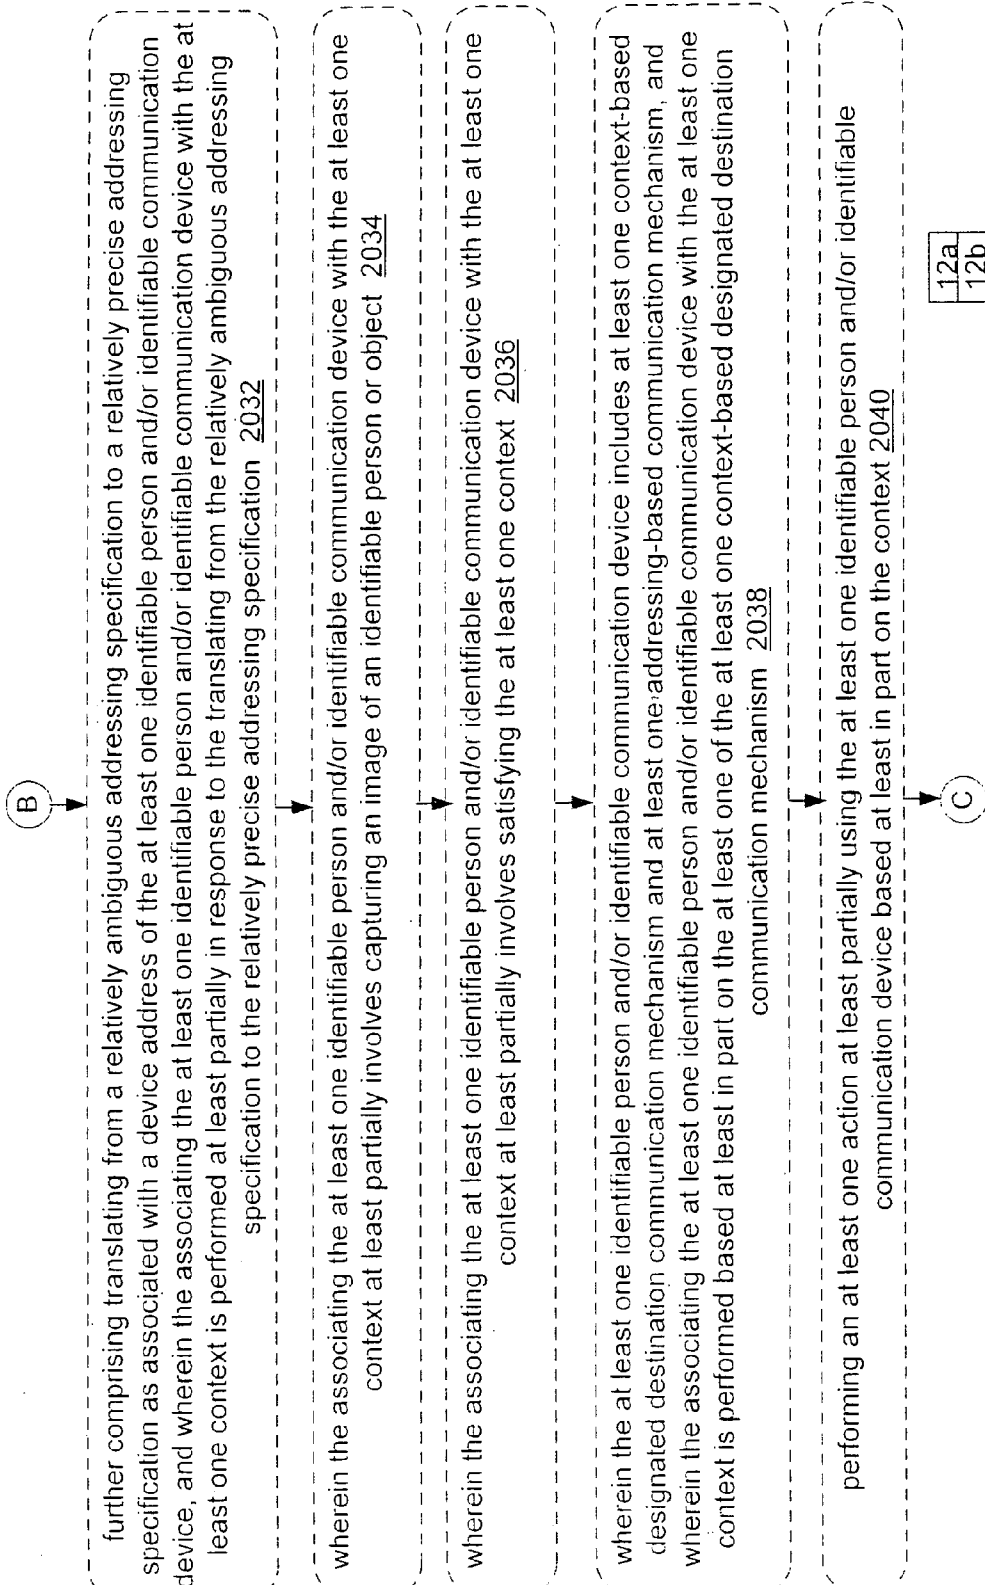 B
further comprising translating from a relatively ambiguous addressing specification to a relatively precise addressing
specification as associated with a device address of the at least one identifiable person and/or identifiable communication
device, and wherein the associating the at least one identifiable person and/or identifiable communication device with the at
least one context is performed at least partially in response to the translating from the relatively ambiguous addressing
specification to the relatively precise addressing specification 2032
wherein the associating the at least one identifiable person and/or identifiable communication device with the at least one
context at least partially involves capturing an image of an identifiable person or object 2034
wherein the associating the at least one identifiable person and/or identifiable communication device with the at least one
context at least partially involves satisfying the at least one context 2036
wherein the at least one identifiable person and/or identifiable communication device includes at least one context-based
designated destination communication mechanism and at least one addressing-based communication mechanism, and
wherein the associating the at least one identifiable person and/or identifiable communication device with the at least one
context is performed based at least in part on the at least one of the at least one context-based designated destination
communication mechanism 2038
performing an at least one action at least partially using the at least one identifiable person and/or identifiable
communication device based at least in part on the context 2040
C
12a
12b